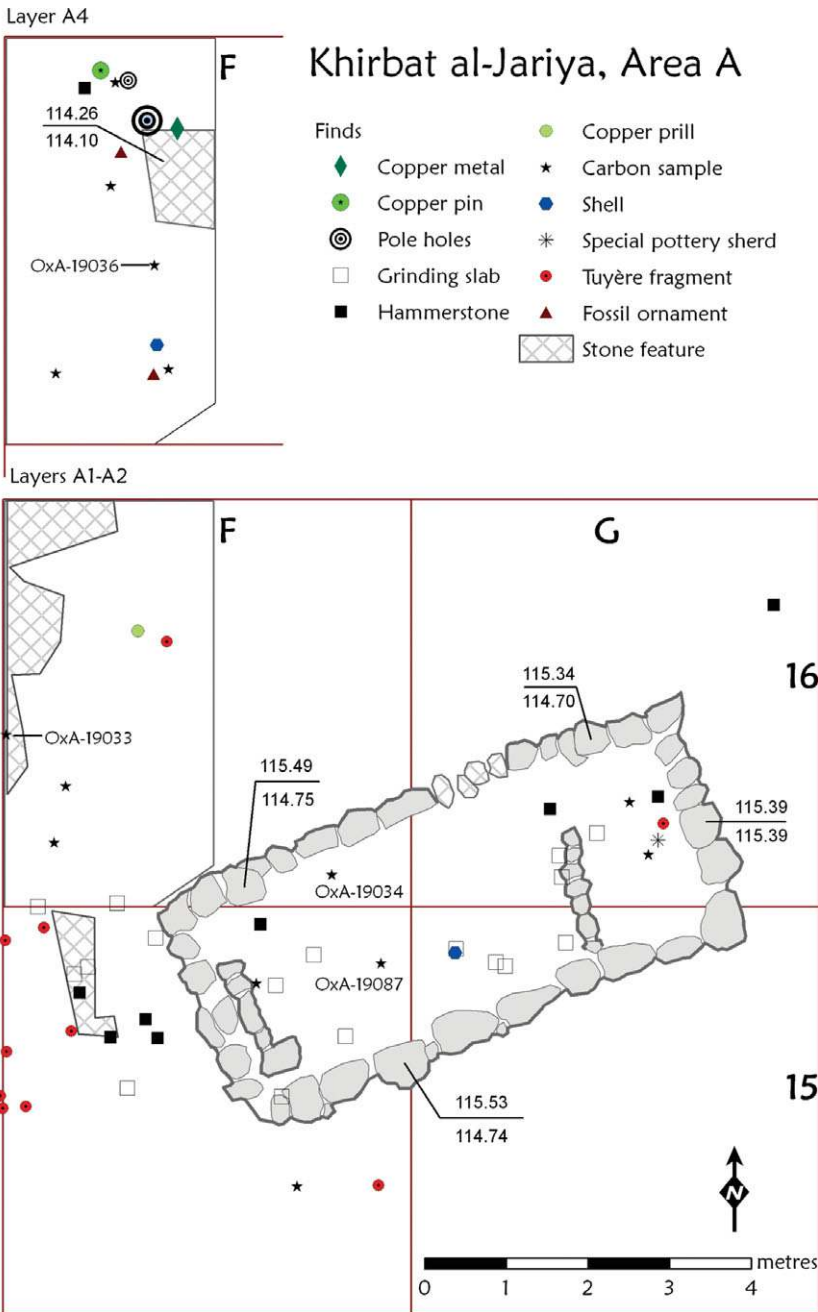 Layer A4
F
Khirbat al-Jariya, Area A
114.26
114.10
OxA-19036
Finds
Copper metal
Copper pin
Pole holes
Grinding slab
Hammerstone
Copper prill
Carbon sample
Shell
Special pottery sherd
Tuyère fragment
Fossil ornament
Stone feature
Layers A1-A2
F
G
16
115.34
114.70
OxA-19033
115.49
114.75
115.39
115.39
OxA-19034
OxA-19087
15
115.53
114.74
N
metres
0 1 2 3 4